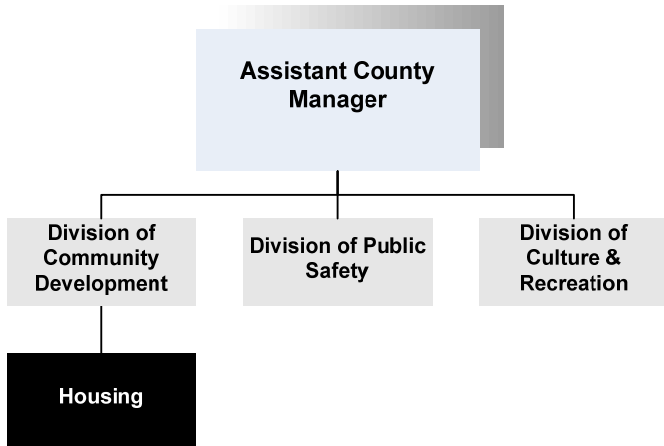 Assistant County
Manager
Division of
Community
Development
Division of Public
Safety
Division of
Culture &
Recreation
Housing